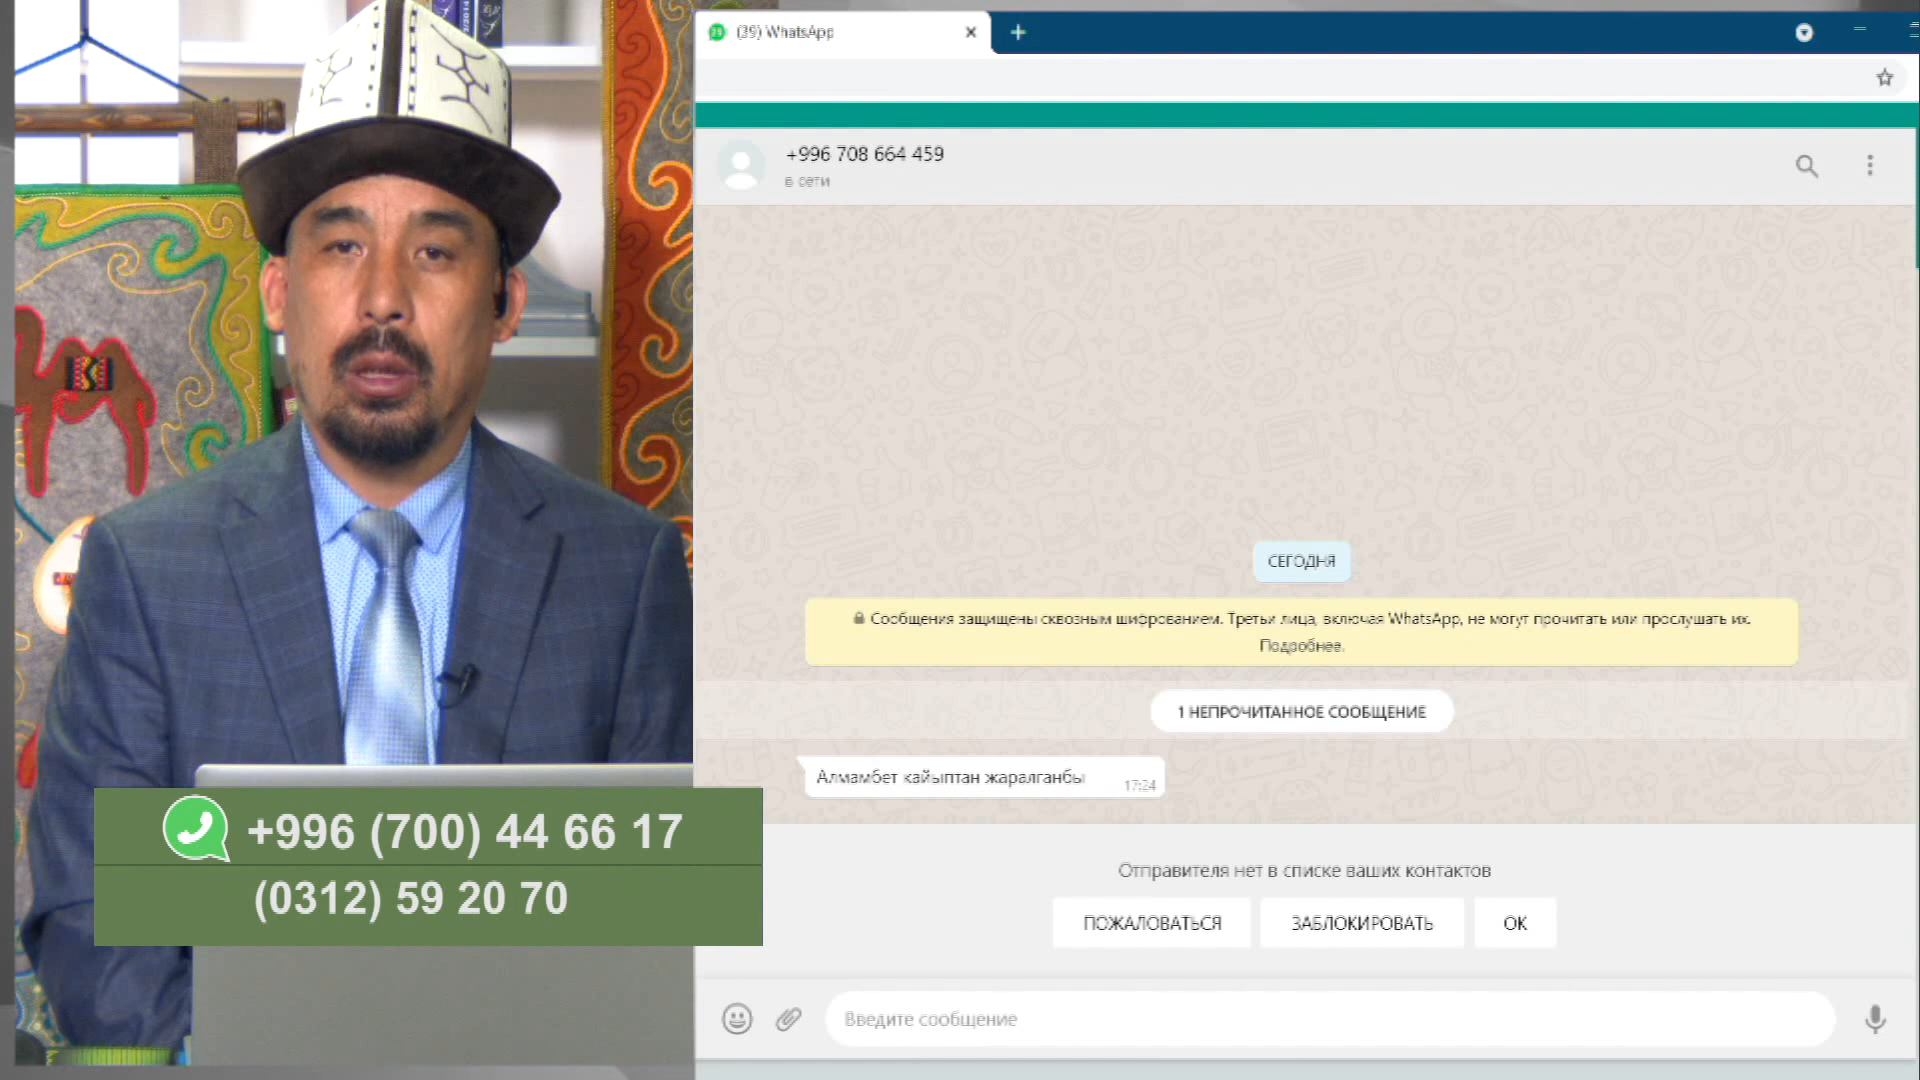 (39) WhatsApp
+996 708 664 459
в сети
СЕГОДНЯ
Сообщения защищены сквозным шифрованием. Третьи лица, включая WhatsApp, не могут прочитать или прослушать их.
Подробнее.
1 НЕПРОЧИТАННОЕ СООБЩЕНИЕ
Алмамбет кайыптан жаралганбы
17:24
Отправителя нет в списке ваших контактов
ПОЖАЛОВАТЬСЯ ЗАБЛОКИРОВАТЬ ОК
Введите сообщение
+996 (700) 44 66 17
(0312) 59 20 70